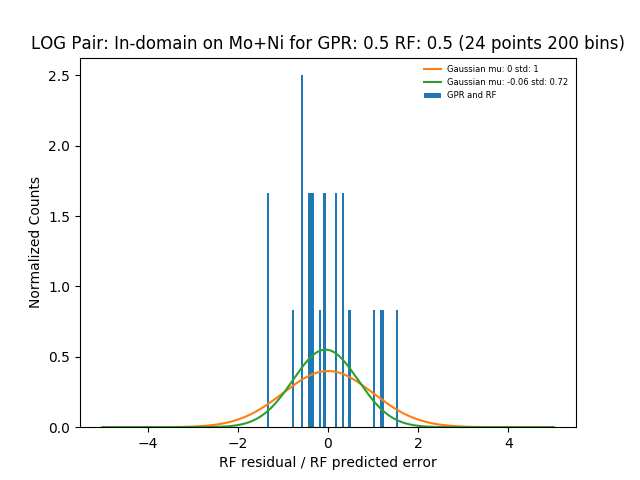 LOG Pair: In-domain on Mo+Ni for GPR: 0.5 RF: 0.5 (24 points 200 bins)
Gaussian mu: 0 std: 1
Gaussian mu: -0.06 std: 0.72
GPR and RF
Normalized Counts
2.5
2.0
1.5
1.0
0.5
0.0
−4 −2 0 2 4
RF residual / RF predicted error